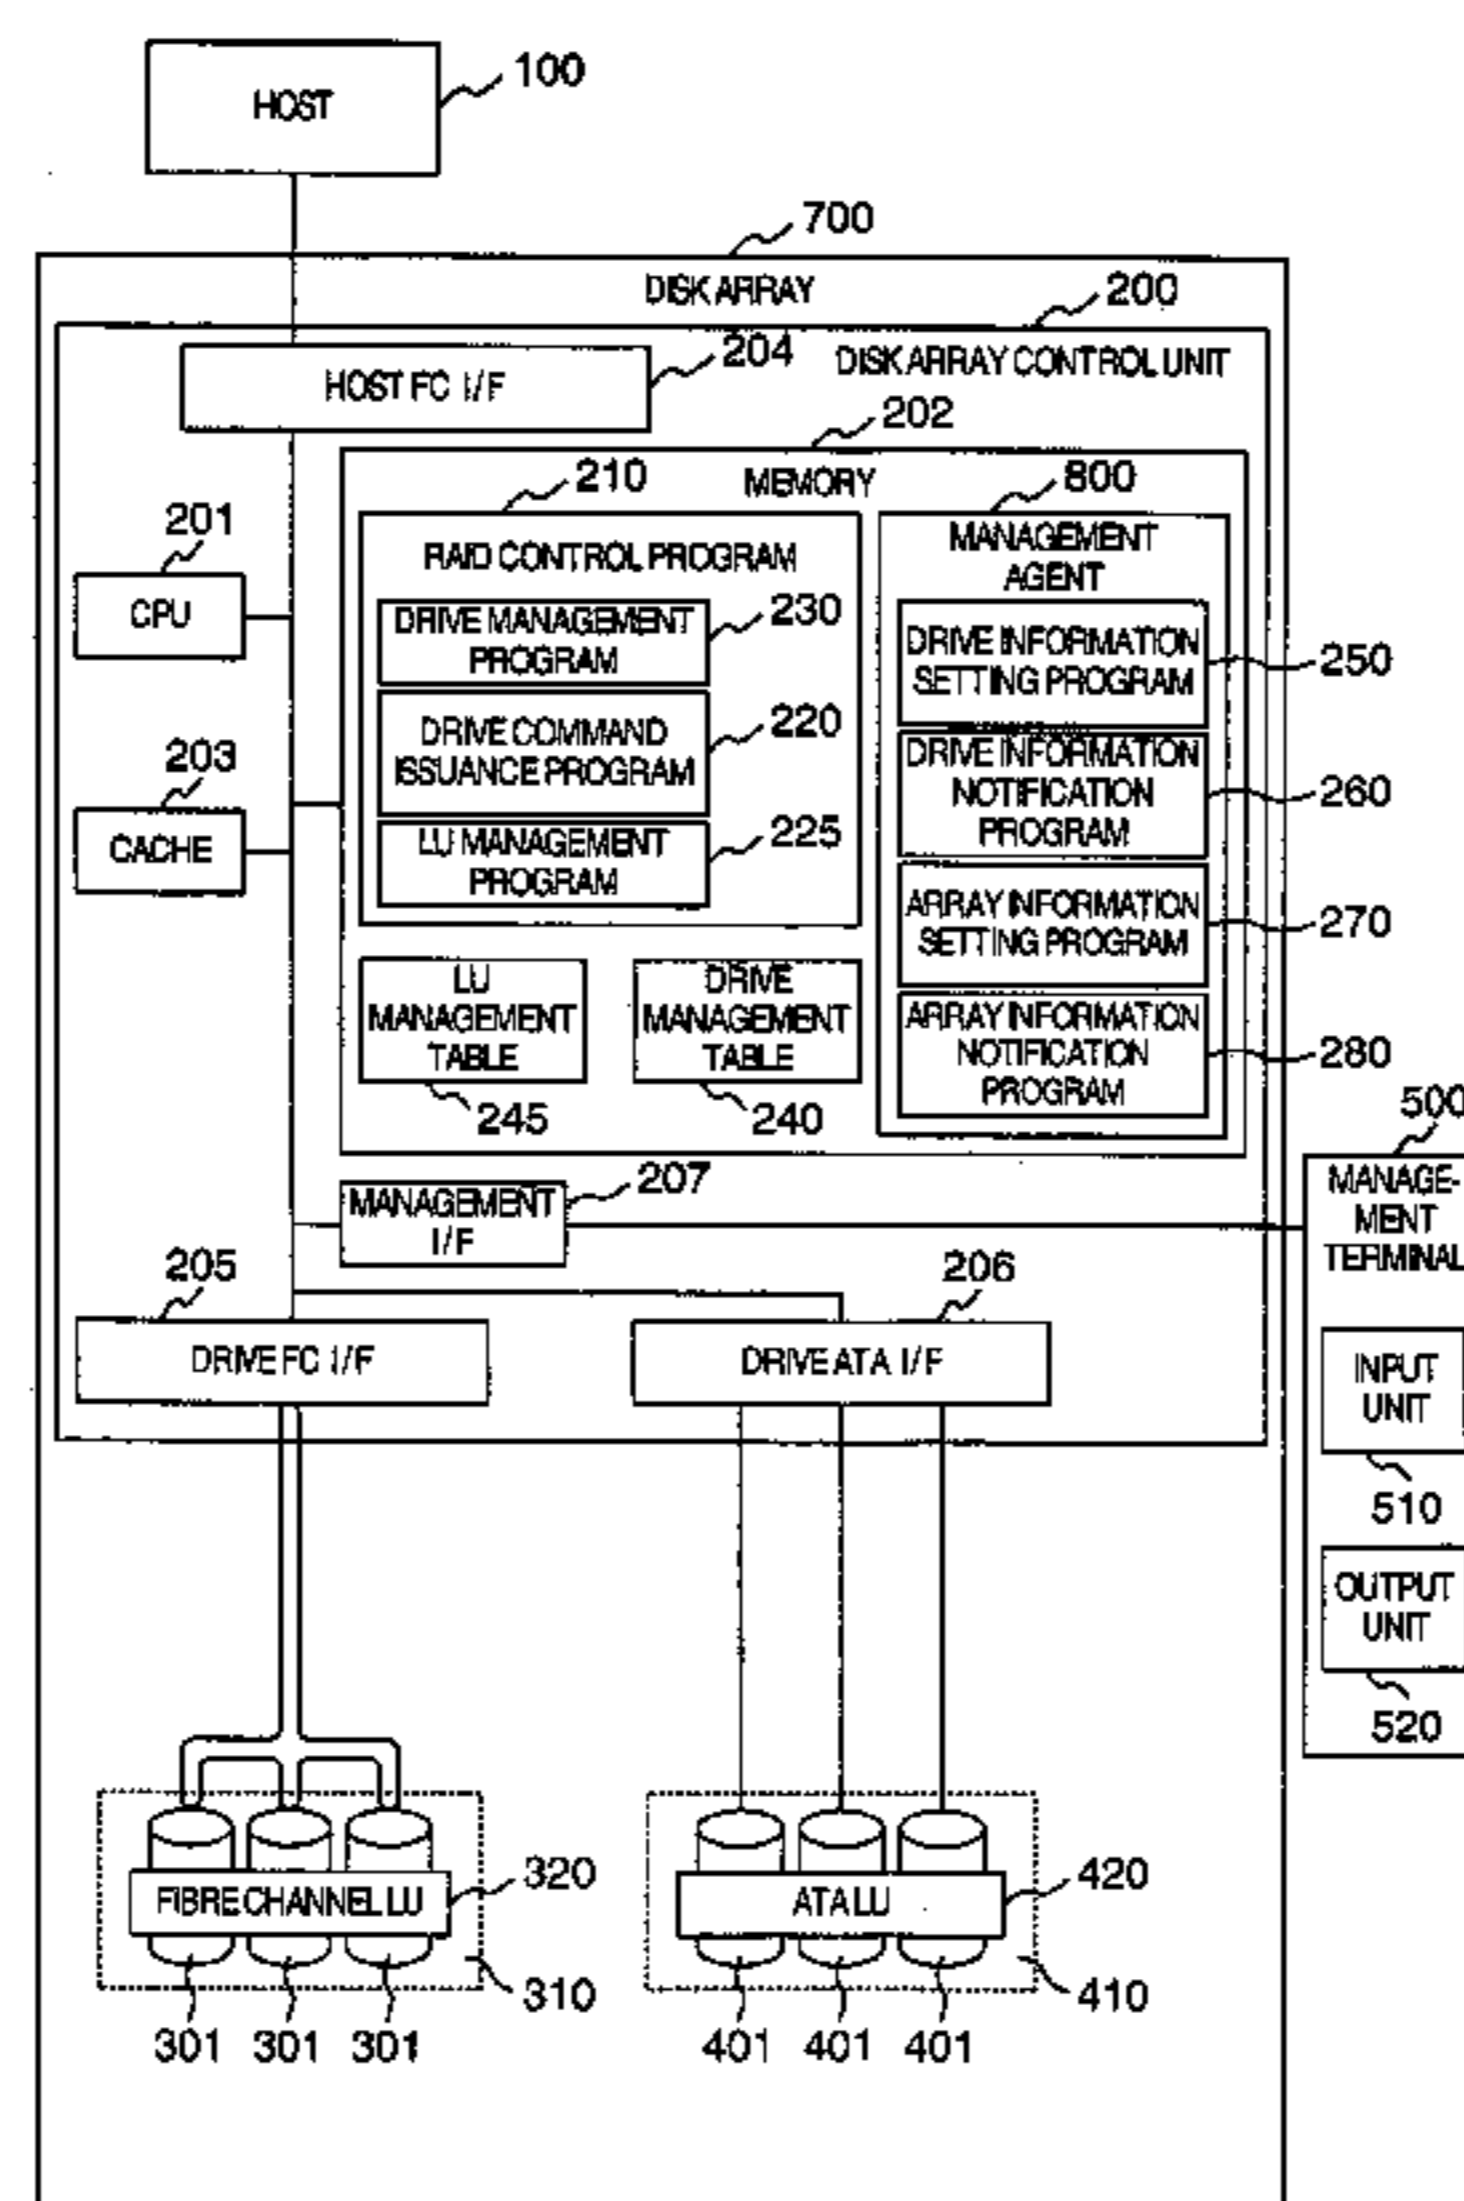 HOST
100
700
DISK ARRAY
200
DISK ARRAY CONTROL UNIT
HOST FC I/F
204
202
MEMORY
210
RAID CONTROL PROGRAM
800
MANAGEMENT
AGENT
201
CPU
203
CACHE
DRIVE MANAGEMENT
PROGRAM
230
DRIVE COMMAND
ISSUANCE PROGRAM
220
LU MANAGEMENT
PROGRAM
225
DRIVE INFORMATION
SETTING PROGRAM
250
DRIVE INFORMATION
NOTIFICATION
PROGRAM
260
ARRAY INFORMATION
SETTING PROGRAM
270
ARRAY INFORMATION
NOTIFICATION
PROGRAM
280
LU
MANAGEMENT
TABLE
245
DRIVE
MANAGEMENT
TABLE
240
MANAGEMENT
I/F
207
500
MANAGE-
MENT
TERMINAL
INPUT
UNIT
510
OUTPUT
UNIT
520
205
DRIVE FC I/F
206
DRIVE ATA I/F
FIBRE CHANNEL LU
320
310
301 301 301
ATA LU
420
410
401 401 401